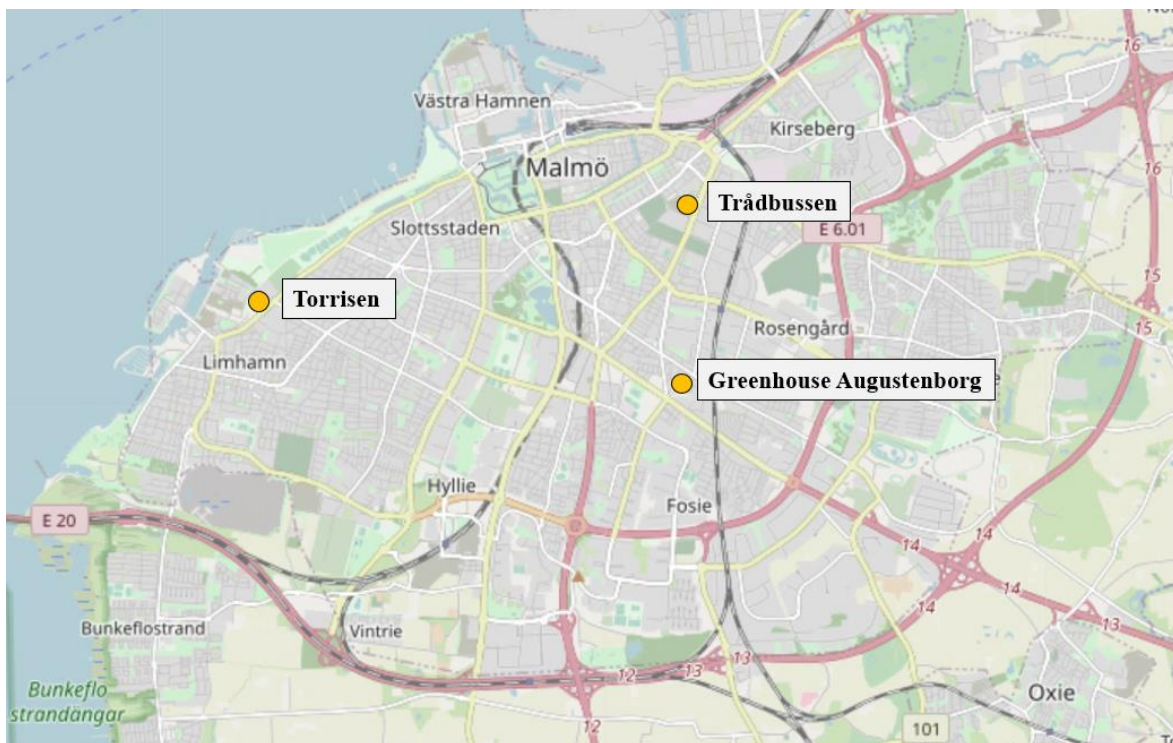 16
Västra Hamnen
Kirseberg
Malmö
16
Trådbussen
Slottsstaden
E 6.01
15
Torrisen
Rosengård
15
Limhamn
Greenhouse Augustenborg
Hyllie
Fosie
E 20
14
14
14
14
13
Bunkeflostrand
Vintrie
13
13
12
Bunkeflo
strandängar
Oxie
12
101